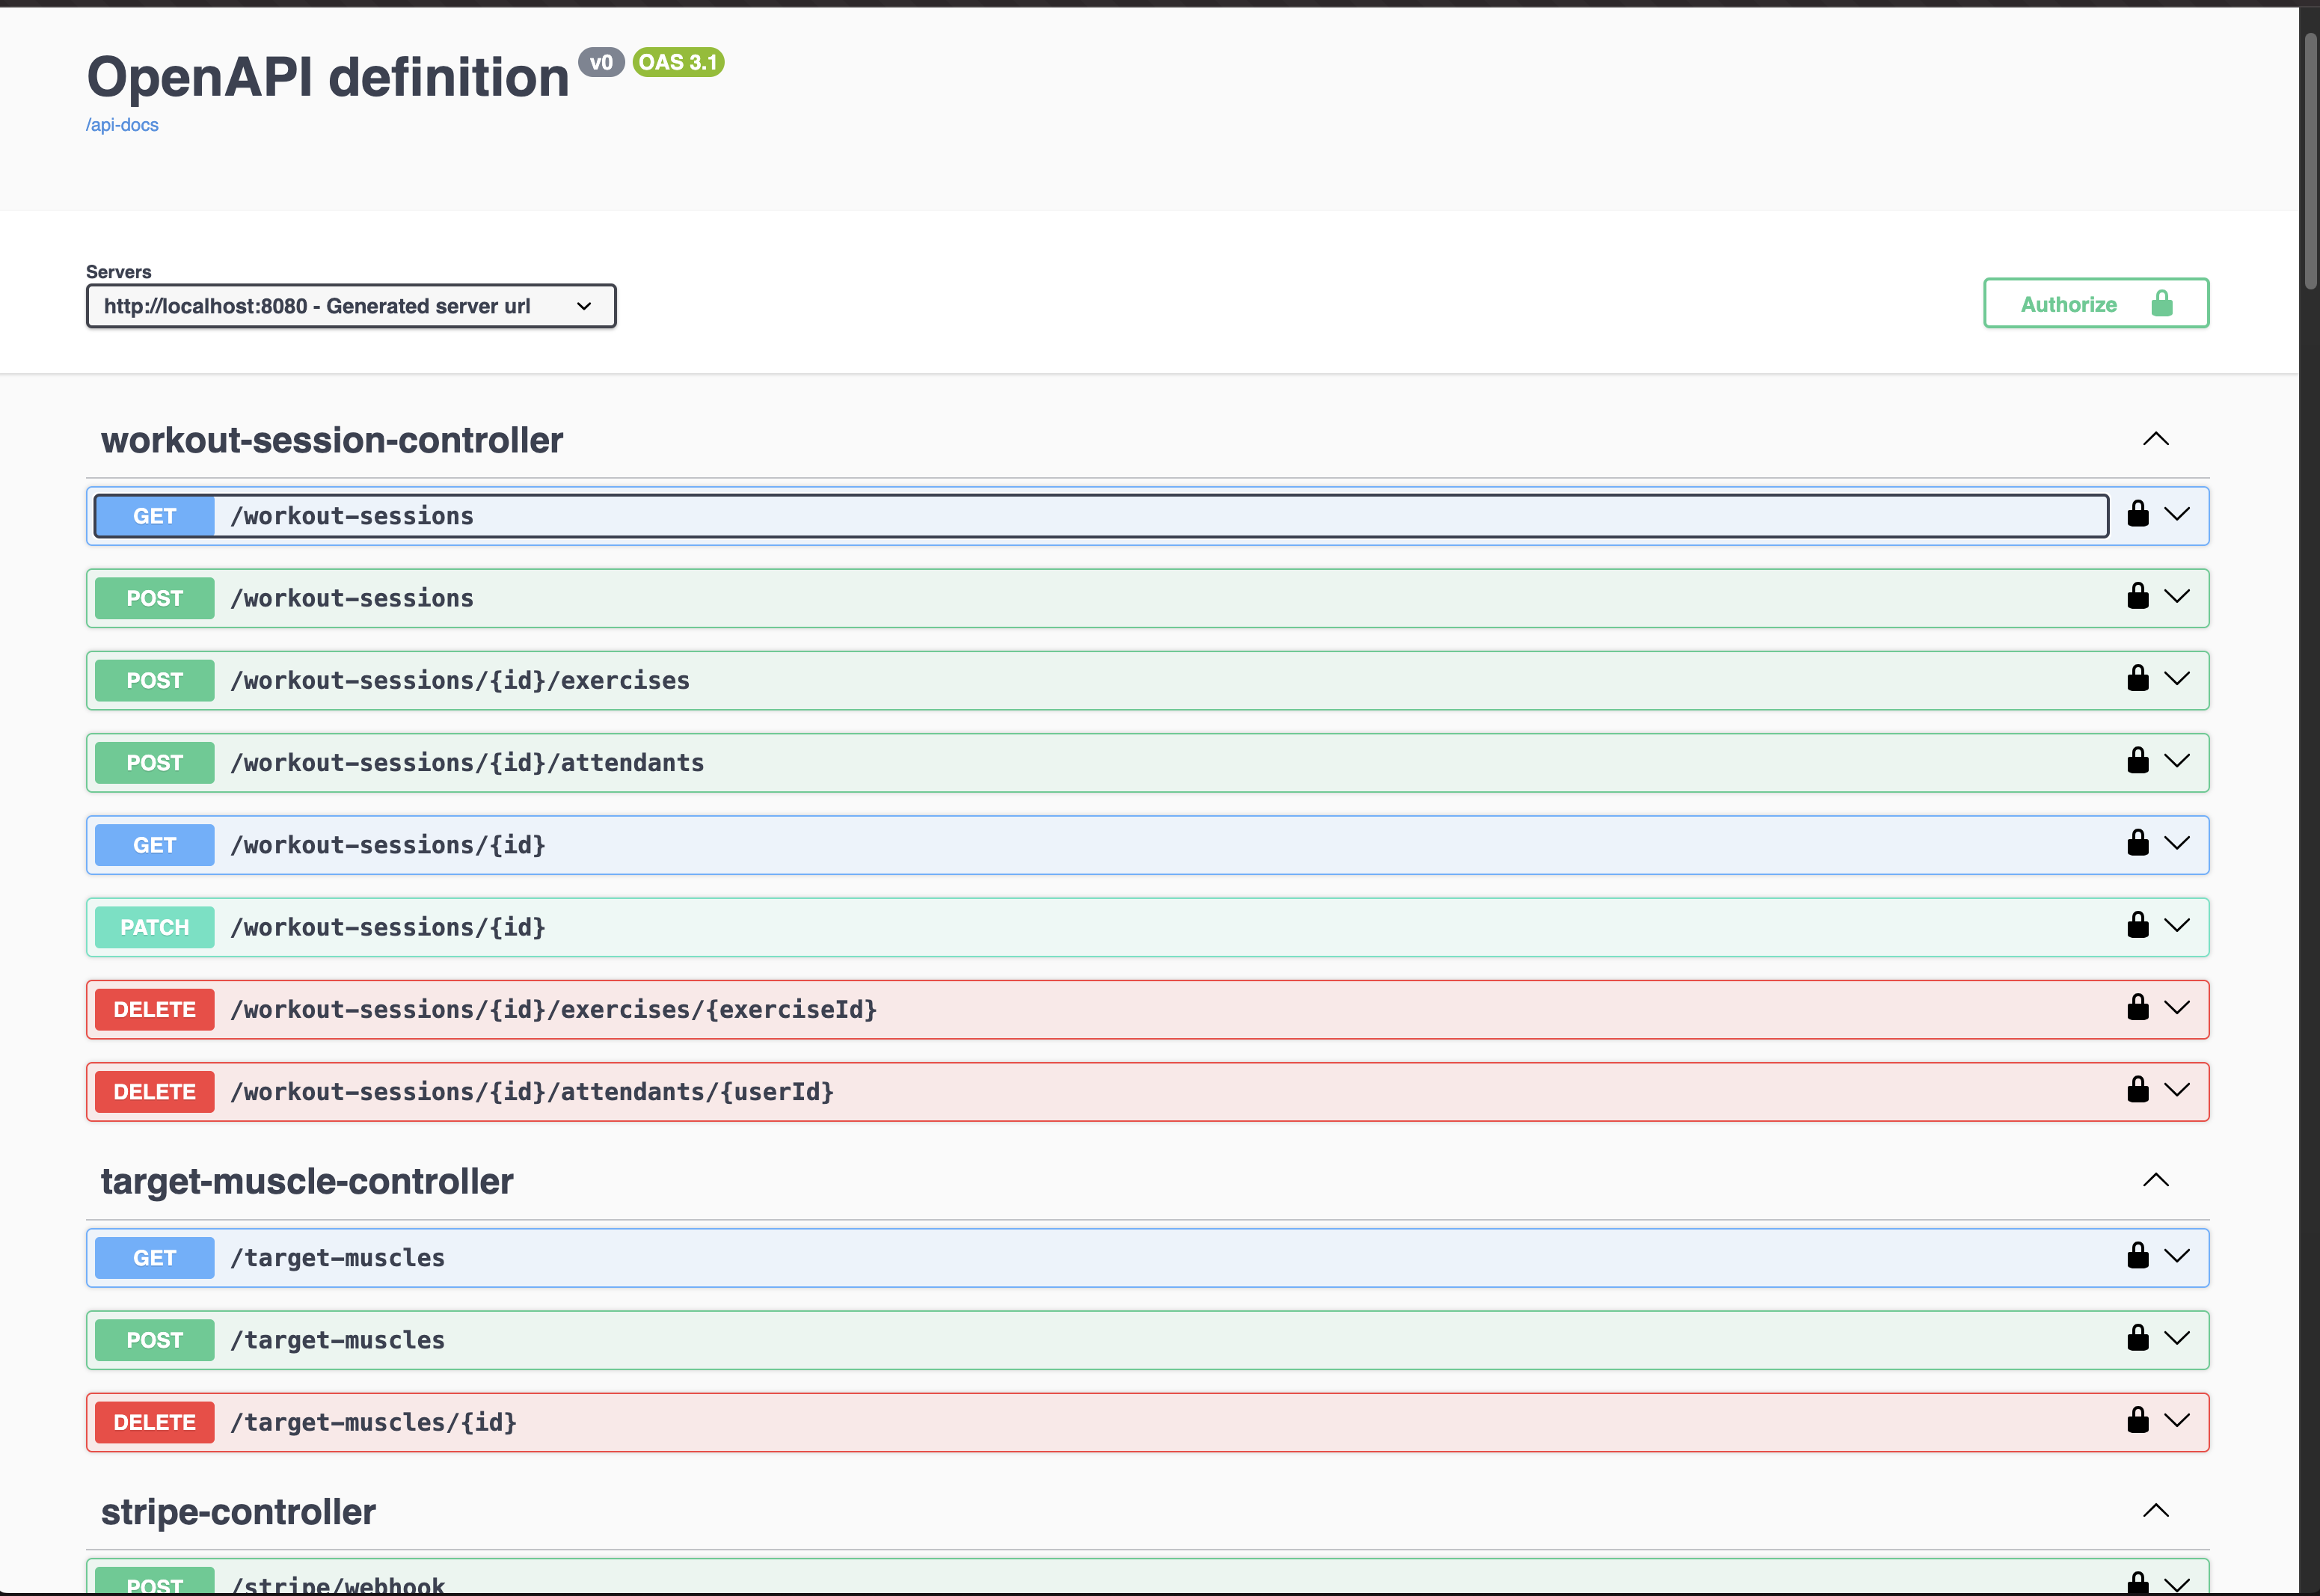 OpenAPI definition v0 OAS 3.1
/api-docs
Servers
http://localhost:8080 - Generated server url
Authorize
workout-session-controller
GET /workout-sessions
POST /workout-sessions
POST /workout-sessions/{id}/exercises
POST /workout-sessions/{id}/attendants
GET /workout-sessions/{id}
PATCH /workout-sessions/{id}
DELETE /workout-sessions/{id}/exercises/{exerciseId}
DELETE /workout-sessions/{id}/attendants/{userId}
target-muscle-controller
GET /target-muscles
POST /target-muscles
DELETE /target-muscles/{id}
stripe-controller
POST /stripe/webhook